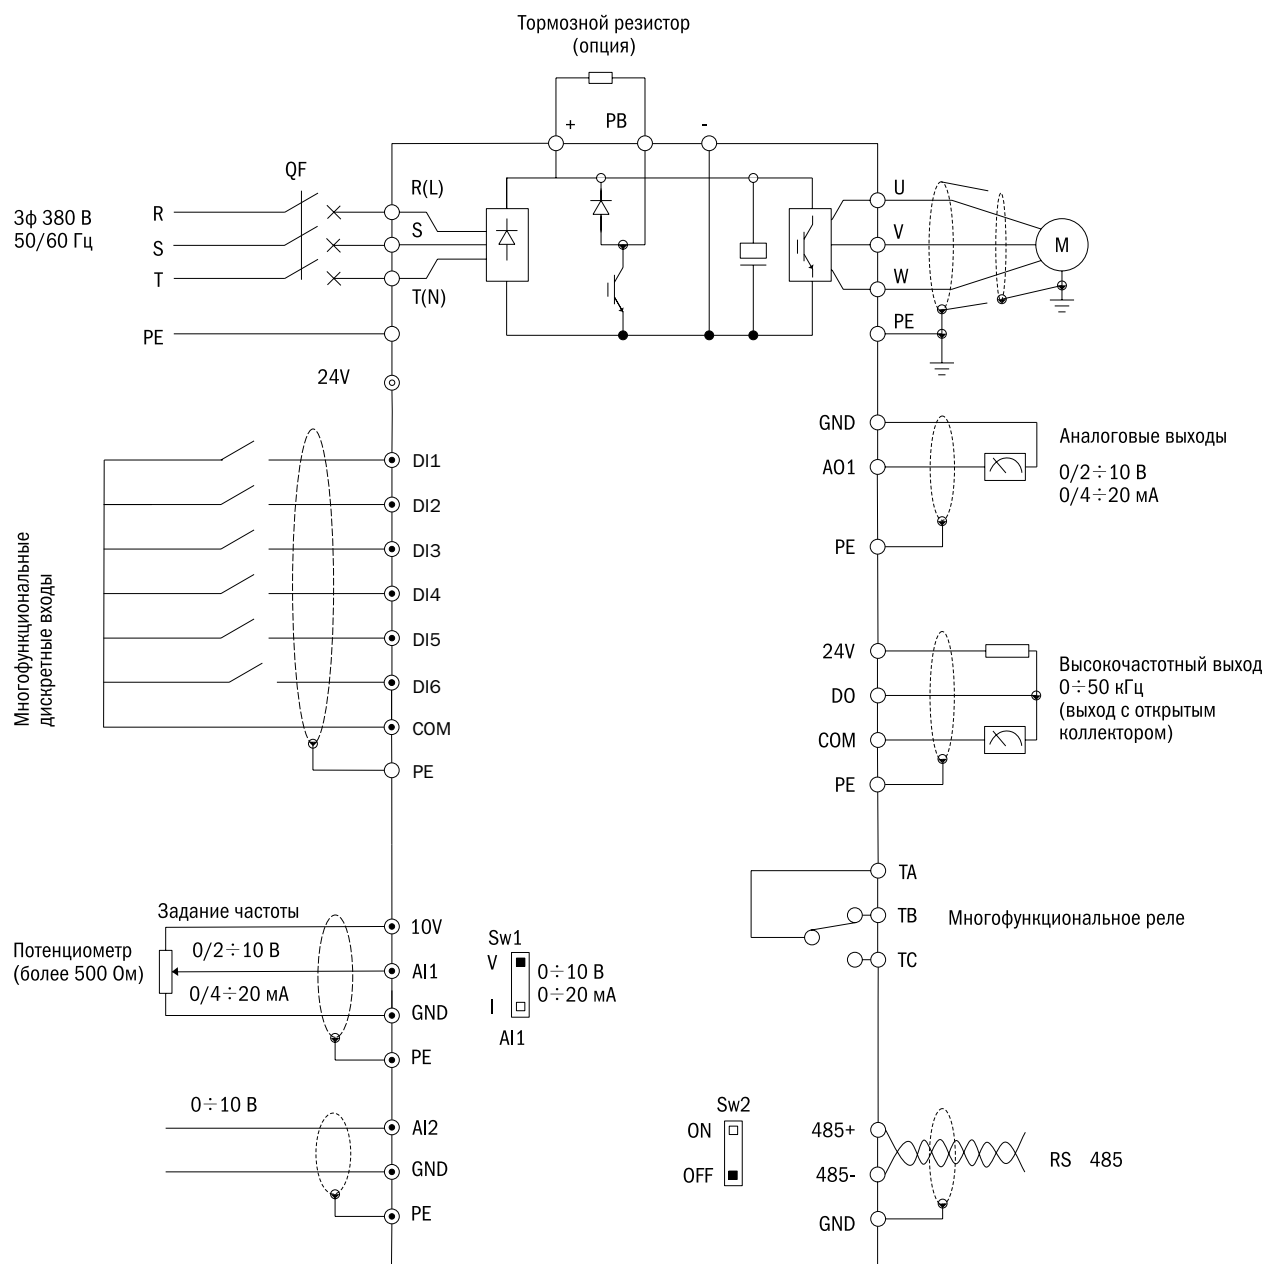 Тормозной резистор
(опция)
+
PB
-
QF
R(L)
S
T(N)
3ф 380 В
50/60 Гц
R
S
T
PE
U
V
W
PE
M
24V
Многофункциональные
дискретные входы
DI1
DI2
DI3
DI4
DI5
DI6
COM
PE
GND
AO1
PE
Аналоговые выходы
0/2÷10 В
0/4÷20 мА
24V
DO
COM
PE
Высокочастотный выход
0÷50 кГц
(выход с открытым
коллектором)
TA
TB
TC
Многофункциональное реле
Задание частоты
Потенциометр
(более 500 Ом)
0/2÷10 В
0/4÷20 мА
10V
AI1
GND
PE
Sw1
V
I
0÷10 В
0÷20 мА
AI1
0÷10 В
AI2
GND
PE
Sw2
ON
OFF
485+
485-
GND
RS 485